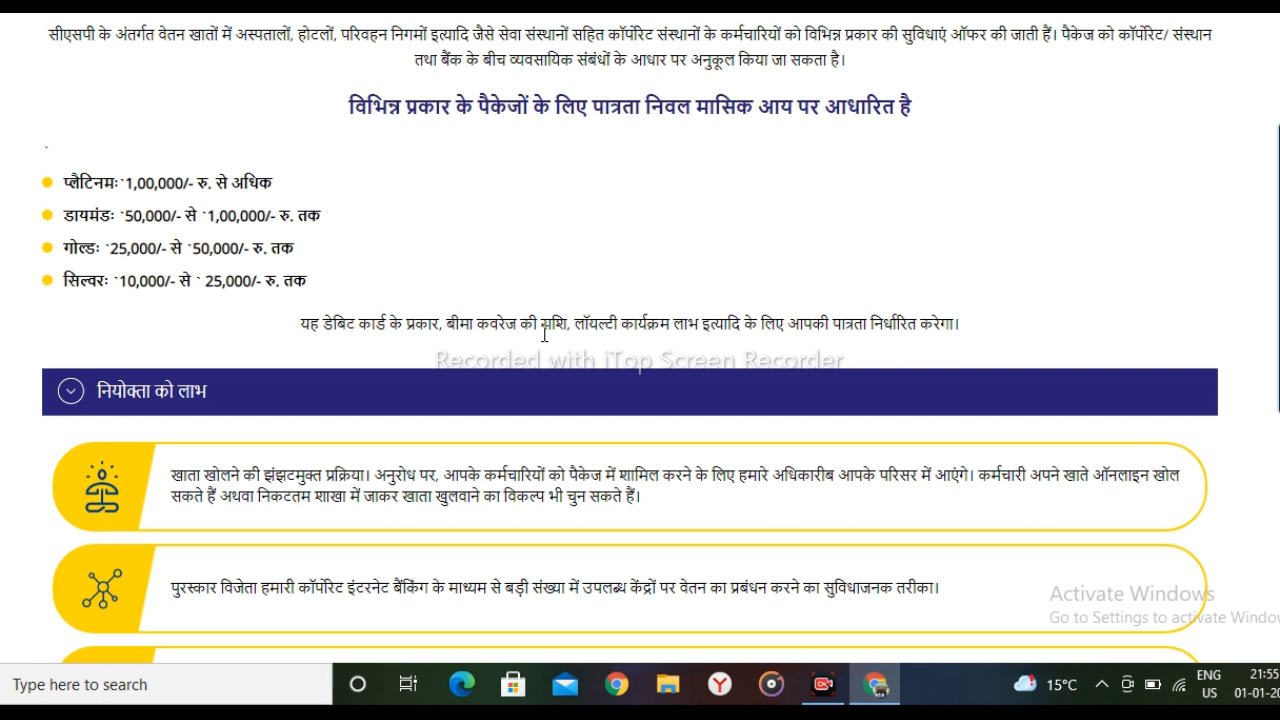 सीएसपी के अंतर्गत वेतन खातों में अस्पतालों, होटलों, परिवहन निगमों इत्यादि जैसे सेवा संस्थानों सहित कॉर्पोरेट संस्थानों के कर्मचारियों को विभिन्न प्रकार की सुविधाएं ऑफर की जाती हैं। पैकेज को कॉर्पोरेट/ संस्थान
तथा बैंक के बीच व्यवसायिक संबंधों के आधार पर अनुकूल किया जा सकता है।
विभिन्न प्रकार के पैकेजों के लिए पात्रता निवल मासिक आय पर आधारित है
`
प्लैटिनमः `1,00,000/- रु. से अधिक
डायमंडः `50,000/- से `1,00,000/- रु. तक
गोल्डः `25,000/- से `50,000/- रु. तक
सिल्वरः `10,000/- से ` 25,000/- रु. तक
यह डेबिट कार्ड के प्रकार, बीमा कवरेज की राशि, लॉयल्टी कार्यक्रम लाभ इत्यादि के लिए आपकी पात्रता निर्धारित करेगा।
Recorded with iTop Screen Recorder
नियोक्ता को लाभ
खाता खोलने की झंझटमुक्त प्रक्रिया। अनुरोध पर, आपके कर्मचारियों को पैकेज में शामिल करने के लिए हमारे अधिकारीब आपके परिसर में आएंगे। कर्मचारी अपने खाते ऑनलाइन खोल
सकते हैं अथवा निकटतम शाखा में जाकर खाता खुलवाने का विकल्प भी चुन सकते हैं।
पुरस्कार विजेता हमारी कॉर्पोरेट इंटरनेट बैंकिंग के माध्यम से बड़ी संख्या में उपलब्ध केंद्रों पर वेतन का प्रबंधन करने का सुविधाजनक तरीका।
Activate Windows
Go to Settings to activate Windo
Type here to search
15°C
ENG
US
21:55
01-01-20